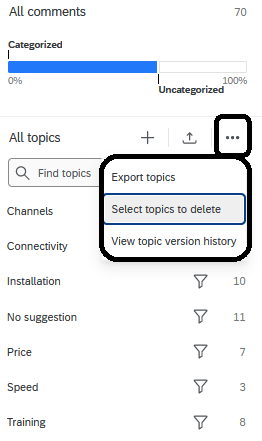 All comments 70
Categorized
0% 100%
Uncategorized
All topics
Find topics
Export topics
Select topics to delete
View topic version history
Channels
Connectivity
Installation 10
No suggestion 11
Price 7
Speed 3
Training 8